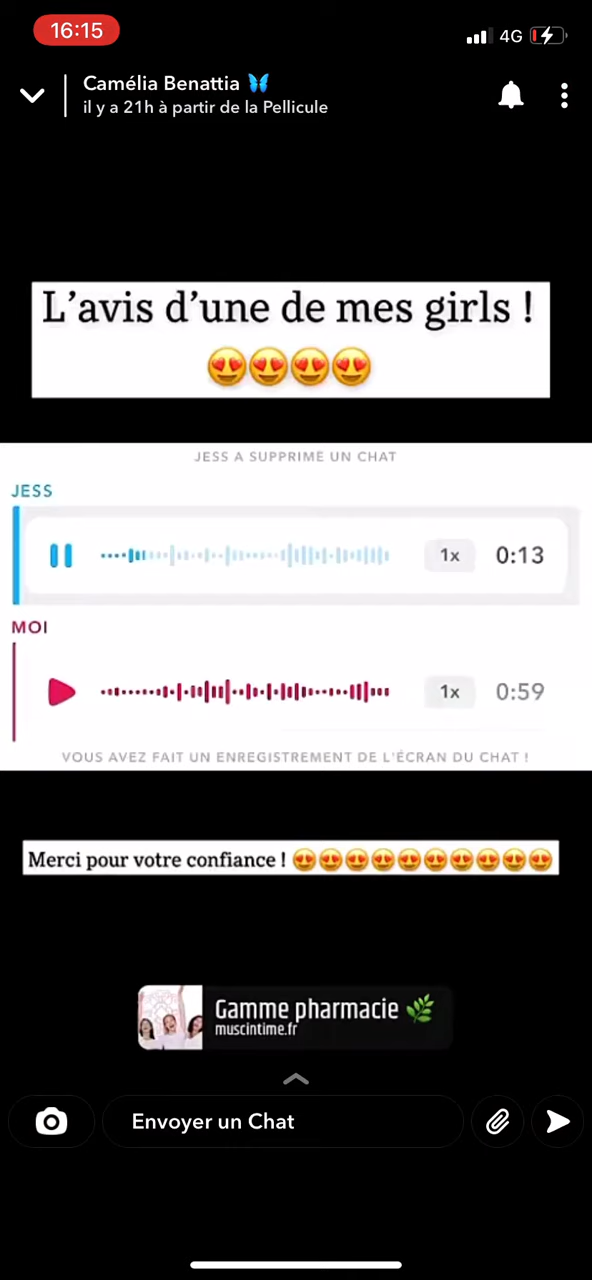 16:15
4G
Camélia Benattia 🦋
il y a 21h à partir de la Pellicule
L’avis d’une de mes girls !
😍😍😍😍
JESS A SUPPRIMÉ UN CHAT
JESS
1x
0:13
MOI
1x
0:59
VOUS AVEZ FAIT UN ENREGISTREMENT DE L'ÉCRAN DU CHAT !
Merci pour votre confiance ! 😍😍😍😍😍😍😍😍😍😍
Gamme pharmacie 🌿
muscintime.fr
Envoyer un Chat